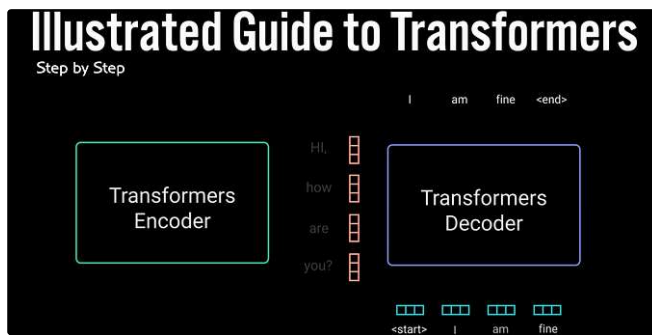 Illustrated Guide to Transformers
Step by Step
I am fine <end>
Transformers
Encoder
HI,
how
are
you?
Transformers
Decoder
<start> I am fine